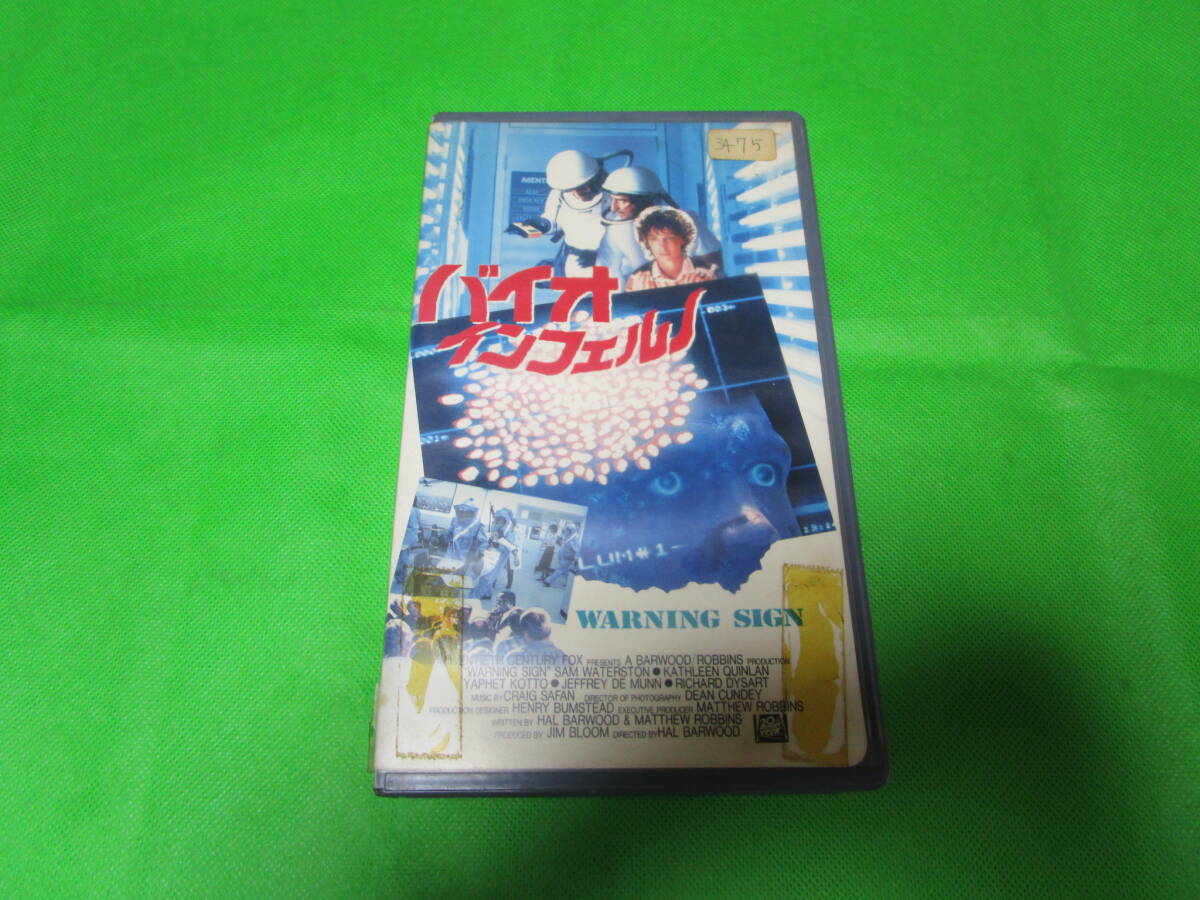 3A-75
AGENT
バイオ
インフェルノ
LUM#1-
WARNING SIGN
CENTURY FOX PRESENTS A BARWOOD/ROBBINS PRODUCTION
"WARNING SIGN" SAM WATERSTON ● KATHLEEN QUINLAN
YAPHET KOTTO ● JEFFREY DE MUNN ● RICHARD DYSART
MUSIC BY CRAIG SAFAN DIRECTOR OF PHOTOGRAPHY DEAN CUNDEY
PRODUCTION DESIGNER HENRY BUMSTEAD EXECUTIVE PRODUCER MATTHEW ROBBINS
WRITTEN BY HAL BARWOOD & MATTHEW ROBBINS
PRODUCED BY JIM BLOOM DIRECTED BY HAL BARWOOD